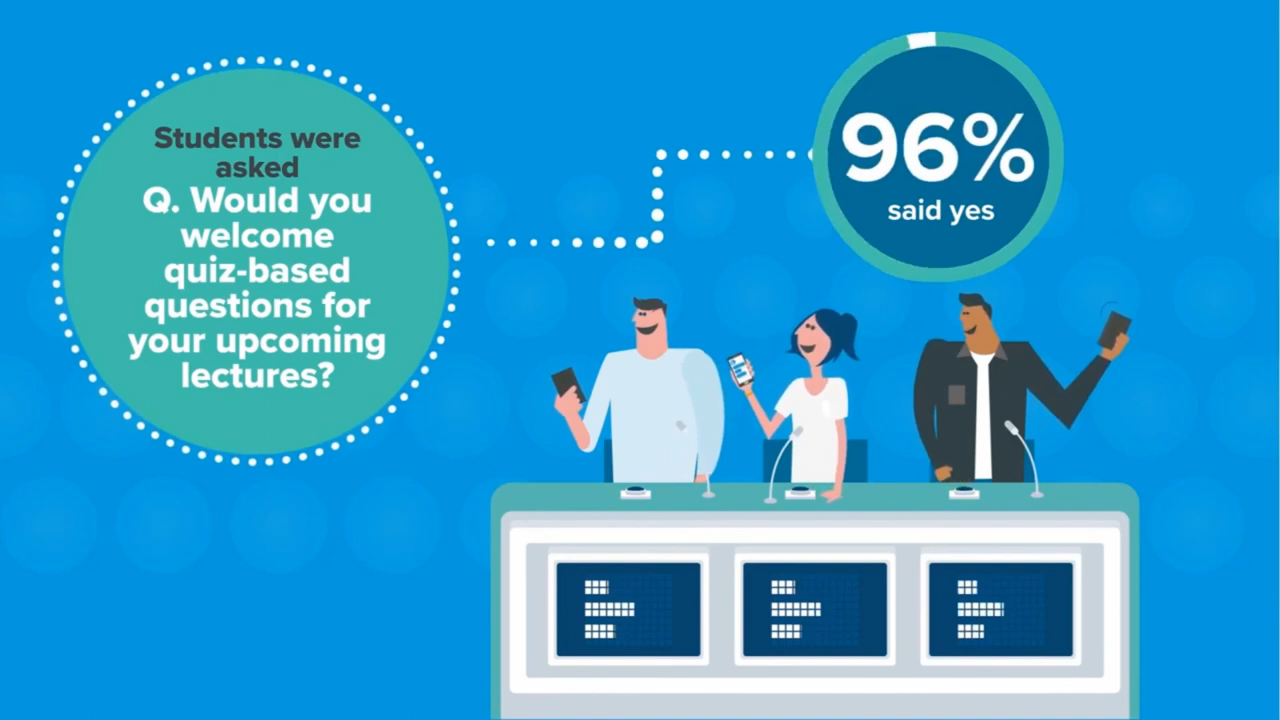 Students were
asked
Q. Would you
welcome
quiz-based
questions for
your upcoming
lectures?
96%
said yes